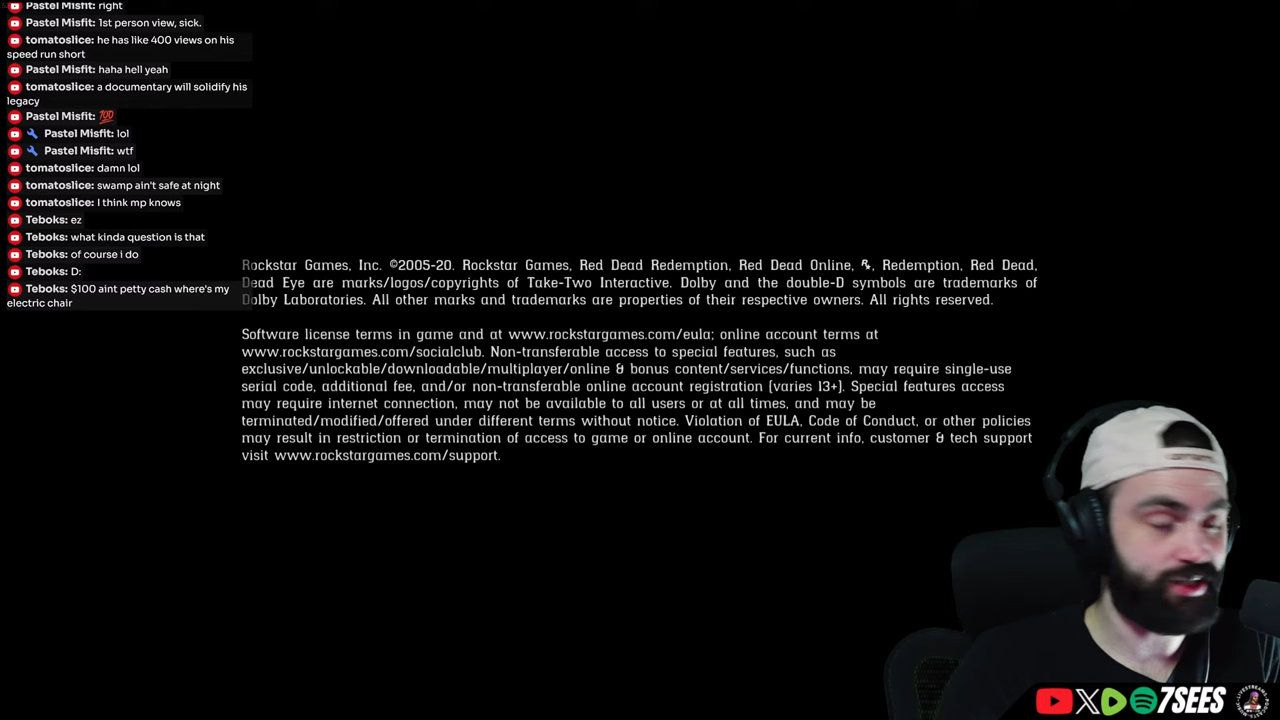 Pastel Misfit: right
Pastel Misfit: 1st person view, sick.
tomatoslice: he has like 400 views on his
speed run short
Pastel Misfit: haha hell yeah
tomatoslice: a documentary will solidify his
legacy
Pastel Misfit: 💯
Pastel Misfit: lol
Pastel Misfit: wtf
tomatoslice: damn lol
tomatoslice: swamp ain't safe at night
tomatoslice: I think mp knows
Teboks: ez
Teboks: what kinda question is that
Teboks: of course i do
Teboks: D:
Teboks: $100 aint petty cash where's my
electric chair
Rockstar Games, Inc. ©2005-20. Rockstar Games, Red Dead Redemption, Red Dead Online, R, Redemption, Red Dead,
Dead Eye are marks/logos/copyrights of Take-Two Interactive. Dolby and the double-D symbols are trademarks of
Dolby Laboratories. All other marks and trademarks are properties of their respective owners. All rights reserved.
Software license terms in game and at www.rockstargames.com/eula; online account terms at
www.rockstargames.com/socialclub. Non-transferable access to special features, such as
exclusive/unlockable/downloadable/multiplayer/online & bonus content/services/functions, may require single-use
serial code, additional fee, and/or non-transferable online account registration (varies 13+). Special features access
may require internet connection, may not be available to all users or at all times, and may be
terminated/modified/offered under different terms without notice. Violation of EULA, Code of Conduct, or other policies
may result in restriction or termination of access to game or online account. For current info, customer & tech support
visit www.rockstargames.com/support.
7SEES